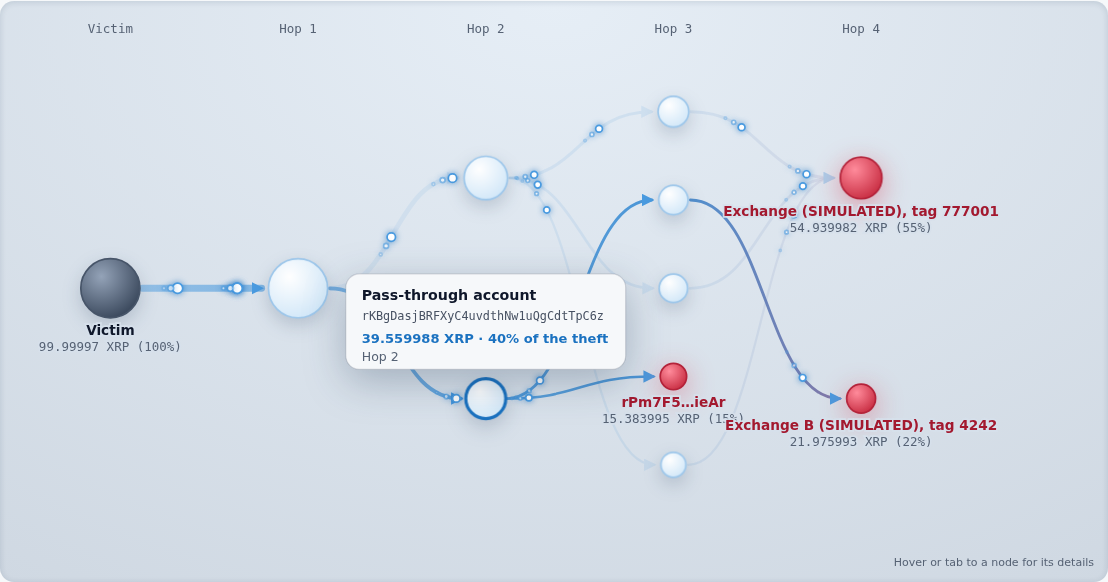 Victim
Hop 1
Hop 2
Hop 3
Hop 4
Exchange (SIMULATED), tag 777001
54.939982 XRP (55%)
Pass-through account
rKBgDasjBRFXyC4uvdthNw1uQgCdtTpC6z
39.559988 XRP · 40% of the theft
Hop 2
Victim
99.99997 XRP (100%)
rPm7F5…ieAr
15.383995 XRP (15%)
Exchange B (SIMULATED), tag 4242
21.975993 XRP (22%)
Hover or tab to a node for its details